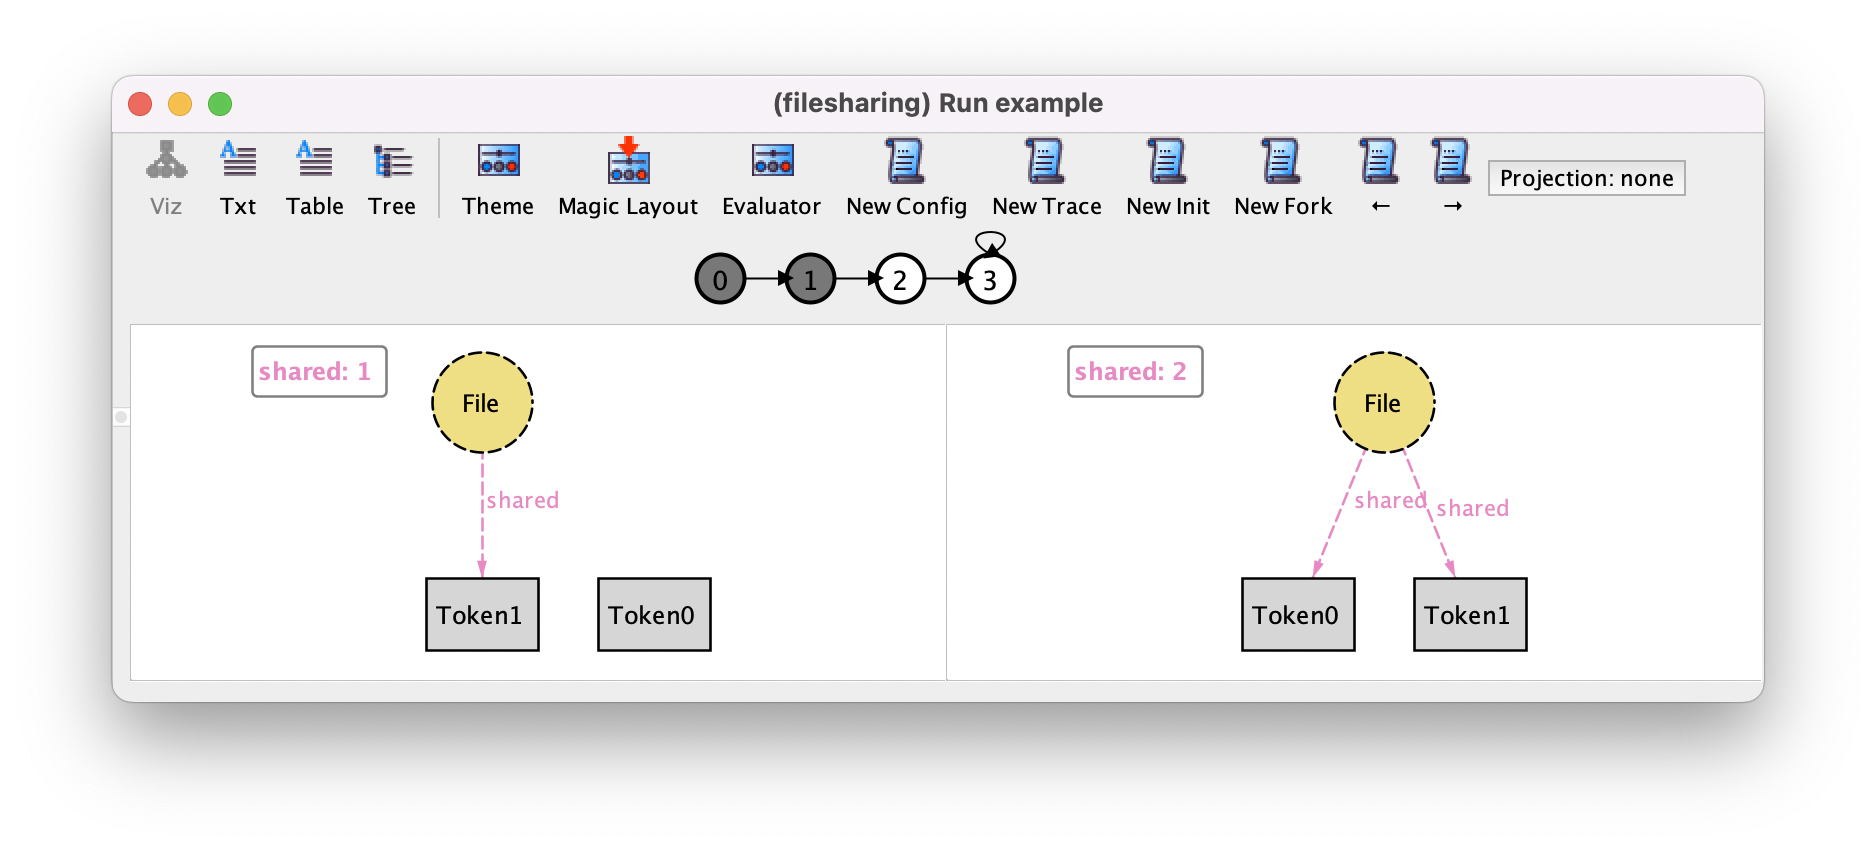 (filesharing) Run example
Viz Txt Table Tree Theme Magic Layout Evaluator New Config New Trace New Init New Fork ← → Projection: none
0 1 2 3
shared: 1
File
shared
Token1 Token0
shared: 2
File
shared shared
Token0 Token1